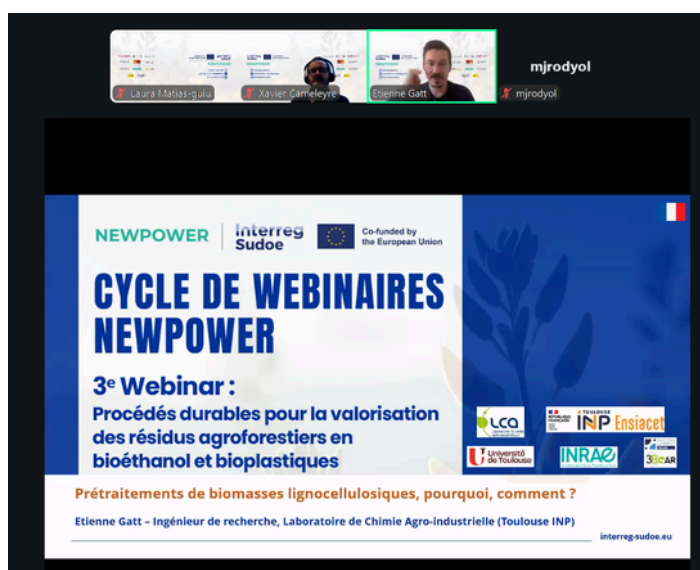 mjrodyol
Laura Matias-guiu
Xavier Cameleyre
Etienne Gatt
mjrodyol
NEWPOWER
Interreg
Sudoe
Co-funded by
the European Union
CYCLE DE WEBINAIRES
NEWPOWER
3e Webinar :
Procédés durables pour la valorisation
des résidus agroforestiers en
bioéthanol et bioplastiques
LCA
TOULOUSE
INP Ensiacet
Université
de Toulouse
INRAE
3BCAR
Prétraitements de biomasses lignocellulosiques, pourquoi, comment ?
Etienne Gatt – Ingénieur de recherche, Laboratoire de Chimie Agro-industrielle (Toulouse INP)
interreg-sudoe.eu